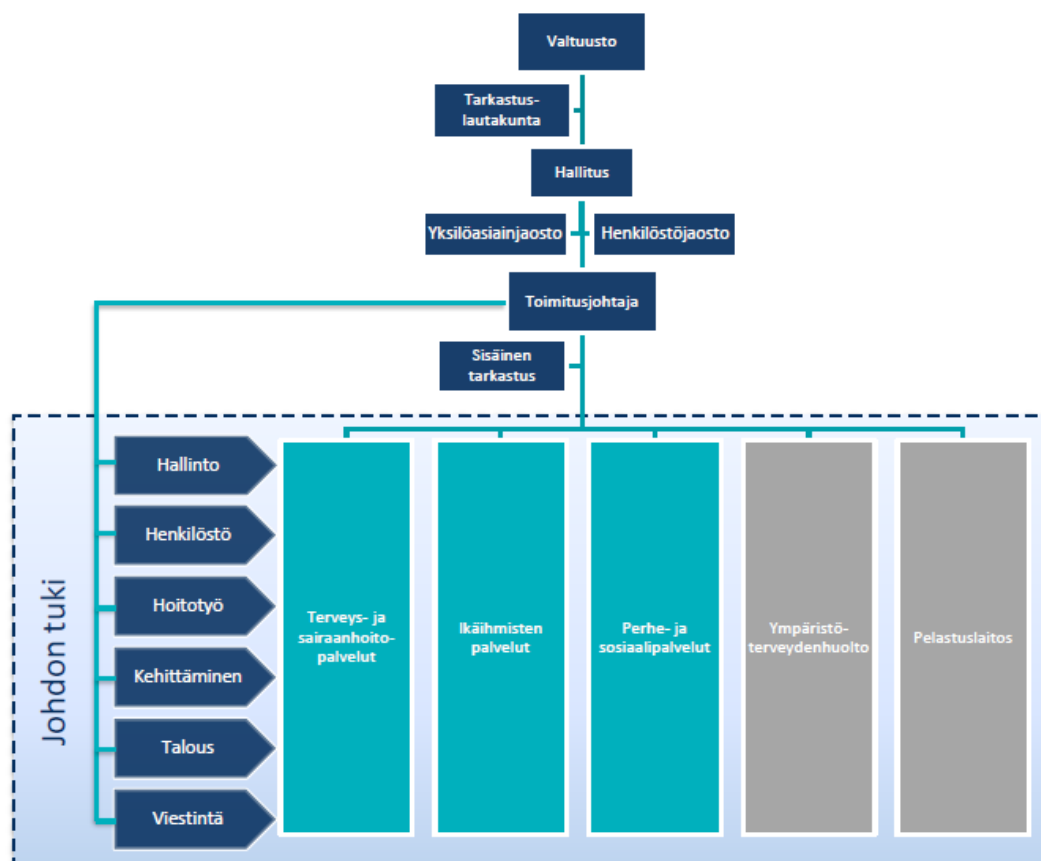 Valtuusto
Tarkastus-
lautakunta
Hallitus
Yksilöasiainjaosto
Henkilöstöjaosto
Toimitusjohtaja
Sisäinen
tarkastus
Johdon tuki
Hallinto
Henkilöstö
Hoitotyö
Kehittäminen
Talous
Viestintä
Terveys- ja
sairaanhoito-
palvelut
Ikäihmisten
palvelut
Perhe- ja
sosiaalipalvelut
Ympäristö-
terveydenhuolto
Pelastuslaitos